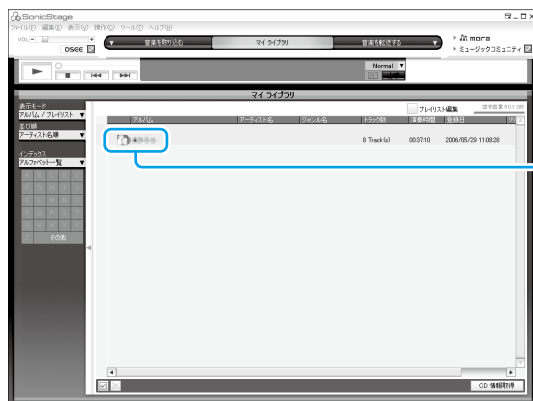 SonicStage
ファイル(F) 編集(E) 表示(V) 操作(C) ツール(T) ヘルプ(H)
VOL
DSEE
音楽を取り込む
マイ ライブラリ
音楽を転送する
mora
ミュージックコミュニティ
Normal
マイ ライブラリ
表示モード
アルバム / プレイリスト
並び順
アーティスト名順
インデックス
アルファベット一覧
その他
プレイリスト編集
アルバム アーティスト名 ジャンル名 トラック数 演奏時間 登録日
8 Track(s) 00:37:10 2006/05/29 11:08:28
CD 情報取得